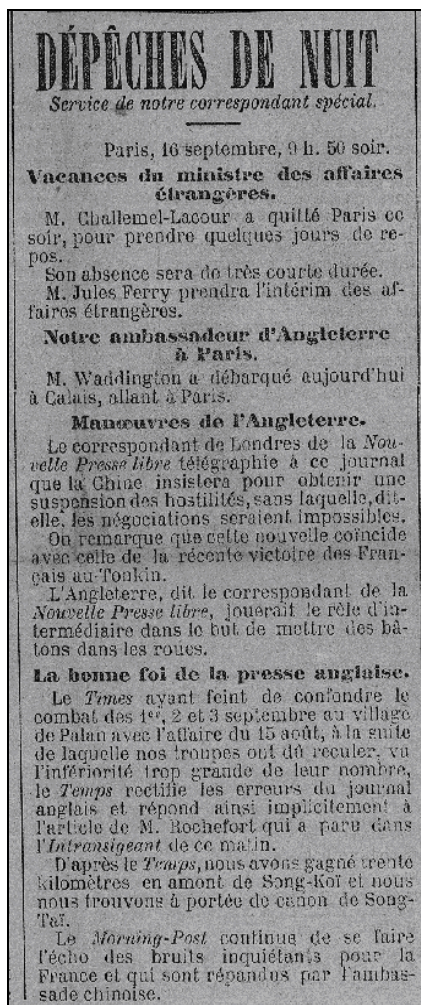 DÉPÊCHES DE NUIT
Service de notre correspondant spécial.
Paris, 16 septembre, 9 h. 50 soir.
Vacances du ministre des affaires
étrangères.
M. Challemel-Lacour a quitté Paris ce
soir, pour prendre quelques jours de re-
pos.
Son absence sera de très courte durée.
M. Jules Ferry prendra l'intérim des af-
faires étrangères.
Notre ambassadeur d'Angleterre
à Paris.
M. Waddington a débarqué aujourd'hui
à Calais, allant à Paris.
Manœuvres de l'Angleterre.
Le correspondant de Londres de la Nou-
velle Presse libre télégraphie à ce journal
que la Chine insistera pour obtenir une
suspension des hostilités, sans laquelle, dit-
elle, les négociations seraient impossibles.
On remarque que cette nouvelle coïncide
avec celle de la récente victoire des Fran-
çais au Tonkin.
L'Angleterre, dit le correspondant de la
Nouvelle Presse libre, jouerait le rôle d'in-
termédiaire dans le but de mettre des bâ-
tons dans les roues.
La bonne foi de la presse anglaise.
Le Times ayant feint de confondre le
combat des 1er, 2 et 3 septembre au village
de Palan avec l'affaire du 15 août, à la suite
de laquelle nos troupes ont dû reculer, vu
l'infériorité trop grande de leur nombre,
le Temps rectifie les erreurs du journal
anglais et répond ainsi implicitement à
l'article de M. Rochefort qui a paru dans
l'Intransigeant de ce matin.
D'après le Temps, nous avons gagné trente
kilomètres en amont de Song-Koï et nous
nous trouvons à portée de canon de Song-
Taï.
Le Morning-Post continue de se faire
l'écho des bruits inquiétants pour la
France et qui sont répandus par l'ambas-
sade chinoise.